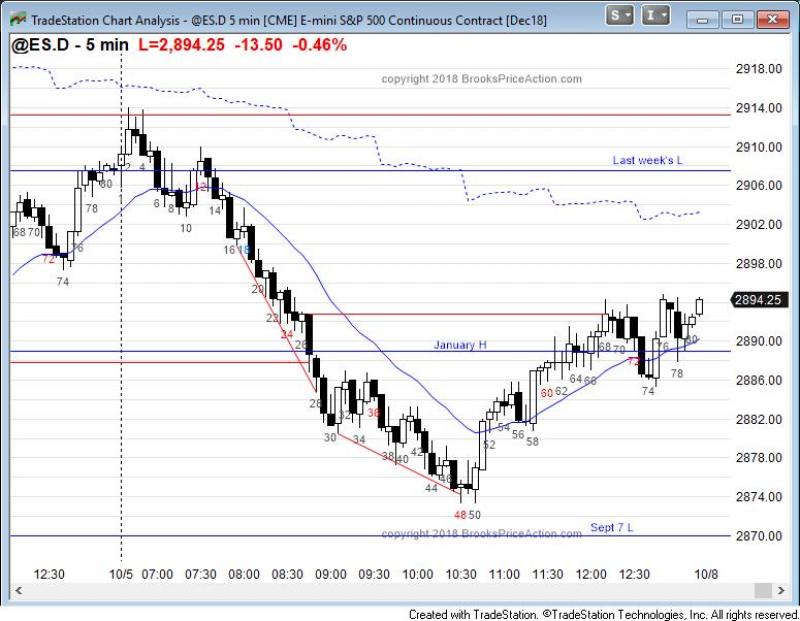 TradeStation Chart Analysis - @ES.D 5 min [CME] E-mini S&P 500 Continuous Contract [Dec18]
S I
@ES.D - 5 min L=2,894.25 -13.50 -0.46%
copyright 2018 BrooksPriceAction.com
2918.00
2914.00
2910.00
Last week's L
2906.00
80 2 4 12
78 6 8 14
68 70 10
2902.00
76 16 18
72
74
2898.00
20
2894.25
22
24
26
68 70 76 80
2890.00
January H
72 78
2886.00
28 60 62 64 66 74
32 38
2882.00
30 34 52 54 56 58
2878.00
38 40 42
44 46
2874.00
48 50
copyright 2018 BrooksPriceAction.com
Sept 7 L
2870.00
12:30 10/5 07:00 07:30 08:00 08:30 09:00 09:30 10:00 10:30 11:00 11:30 12:00 12:30 10/8
Created with TradeStation. ©TradeStation Technologies, Inc. All rights reserved.